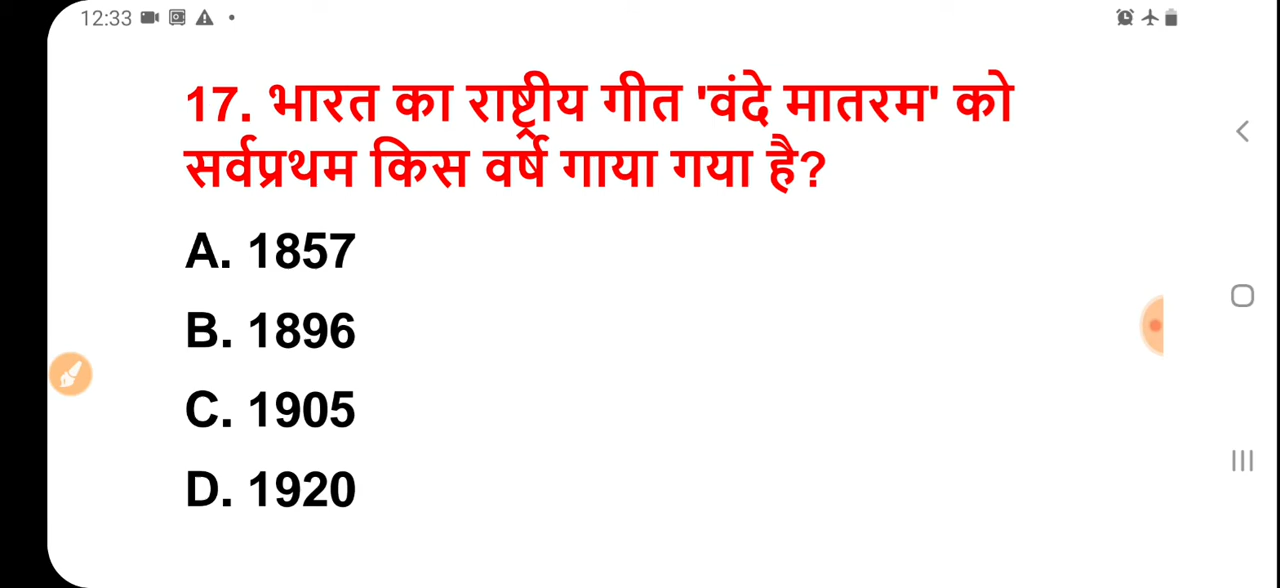 12:33
17. भारत का राष्ट्रीय गीत 'वंदे मातरम' को
सर्वप्रथम किस वर्ष गाया गया है?
A. 1857
B. 1896
C. 1905
D. 1920